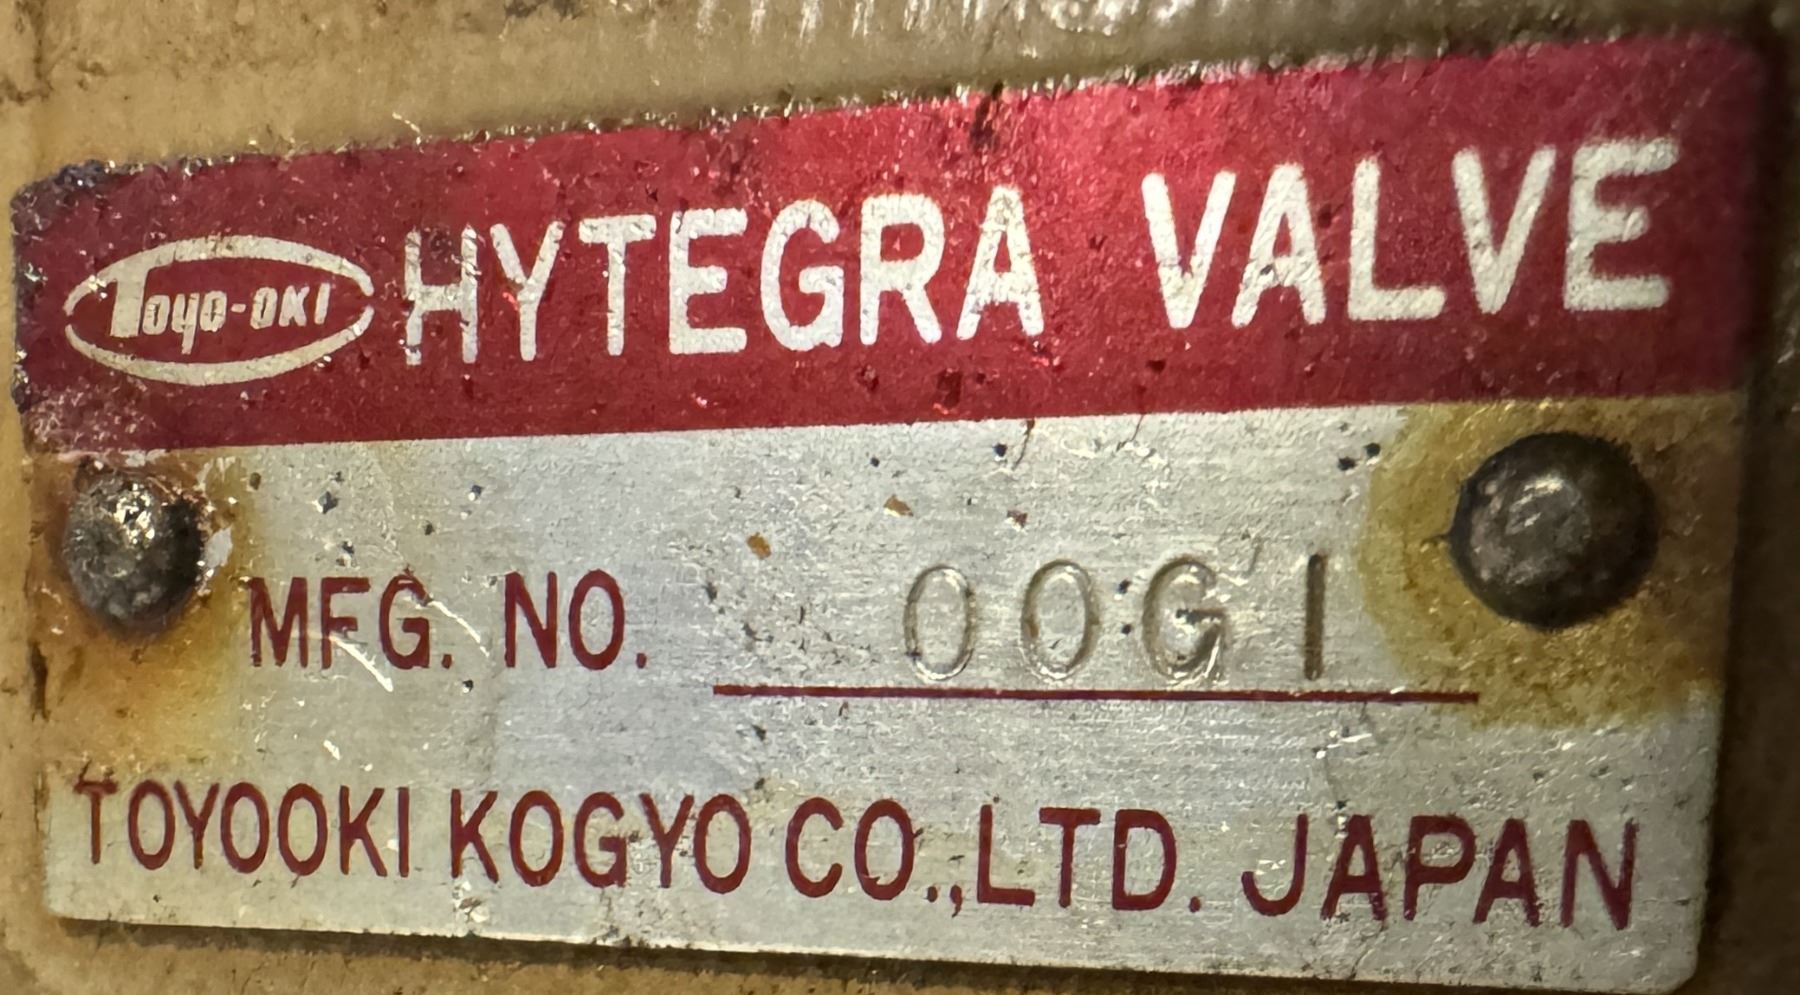 TOYO-OKI HYTEGRA VALVE
MFG. NO. 00G1
TOYOOKI KOGYO CO.,LTD. JAPAN